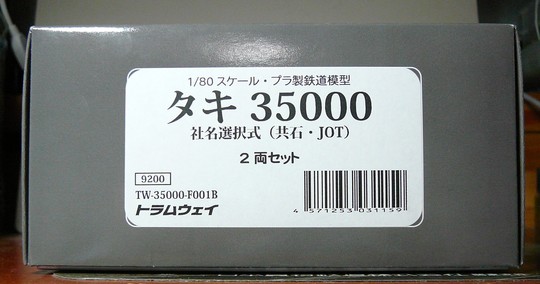 1/80 スケール・プラ製鉄道模型
タキ 35000
社名選択式（共石・JOT）
2 両セット
9200
TW-35000-F001B
トラムウェイ
4 571253 031159